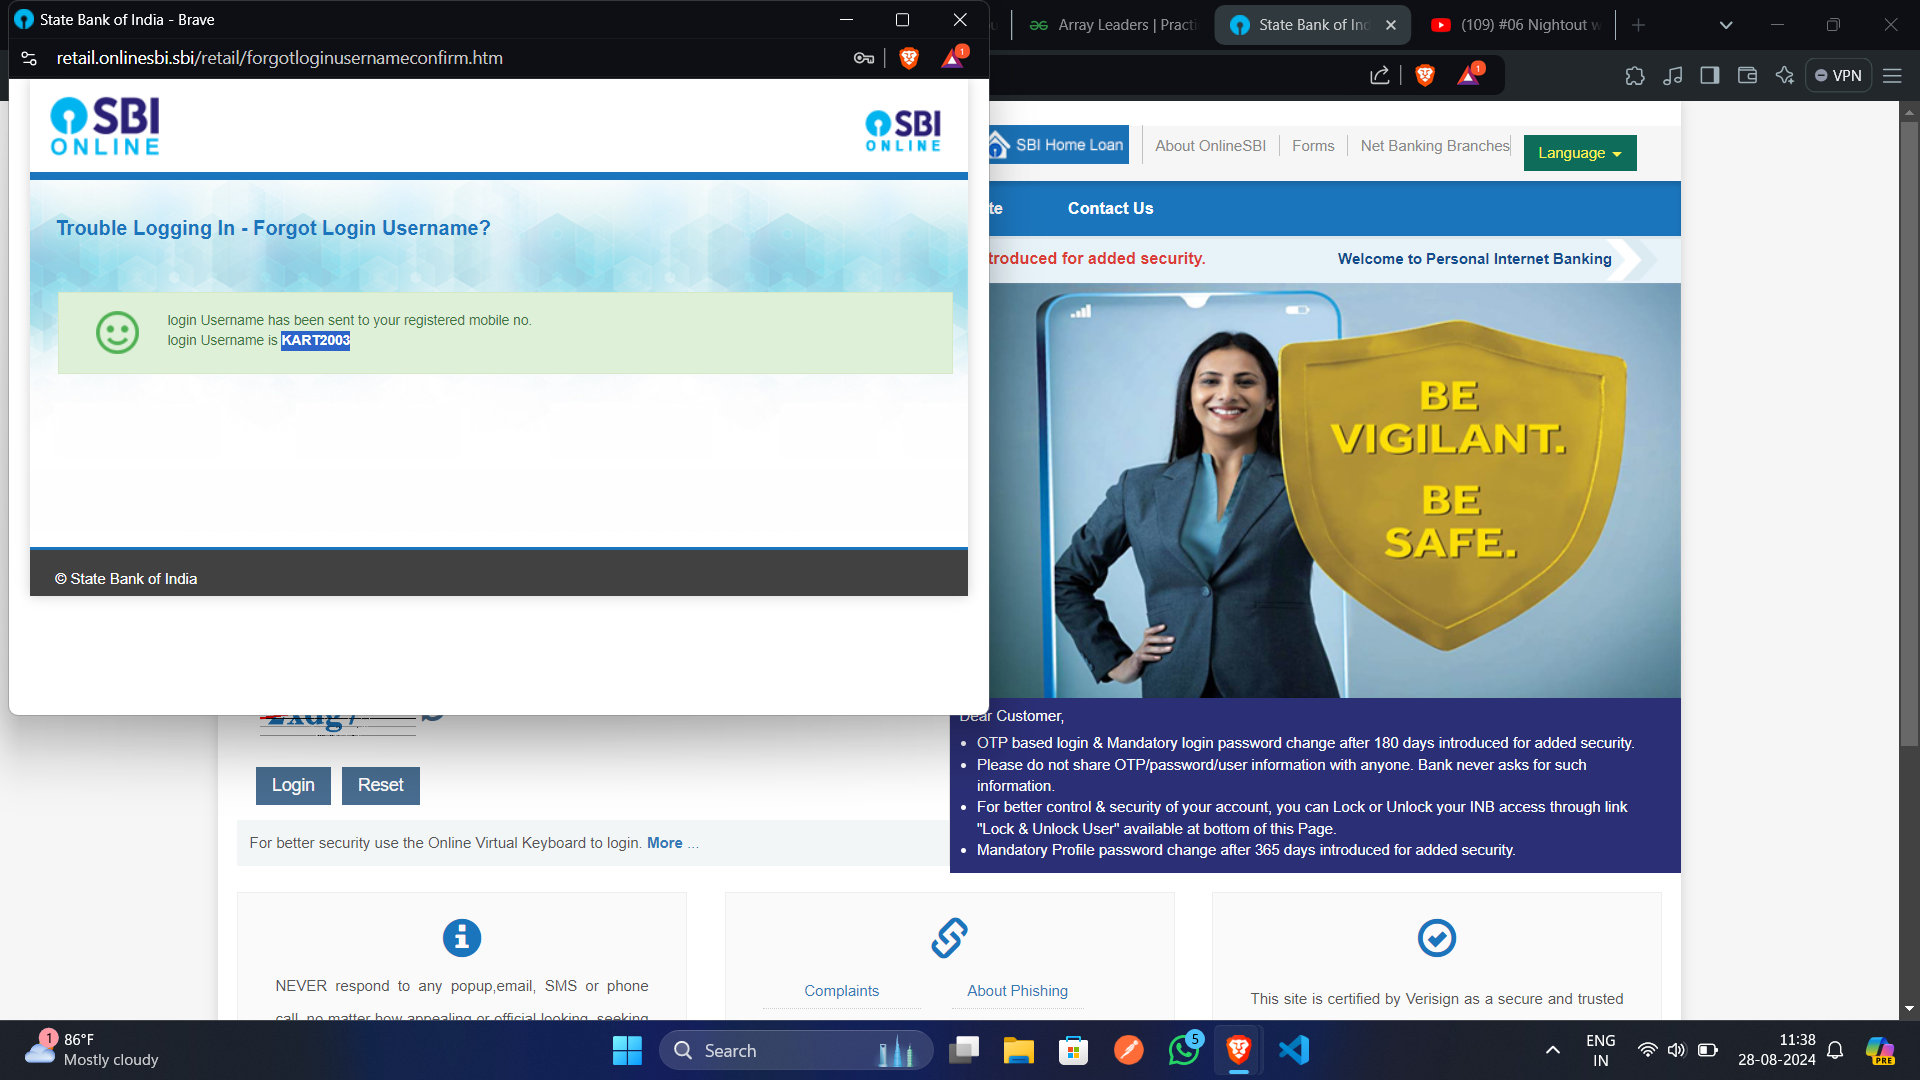 State Bank of India - Brave
retail.onlinesbi.sbi/retail/forgotloginusernameconfirm.htm
1
Array Leaders | Practi
State Bank of Inc
(109) #06 Nightout w
1
VPN
SBI
ONLINE
SBI
ONLINE
Trouble Logging In - Forgot Login Username?
login Username has been sent to your registered mobile no.
login Username is KART2003
© State Bank of India
SBI Home Loan
About OnlineSBI
Forms
Net Banking Branches
Language
te
Contact Us
troduced for added security.
Welcome to Personal Internet Banking
BE
VIGILANT.
BE
SAFE.
Dear Customer,
OTP based login & Mandatory login password change after 180 days introduced for added security.
Please do not share OTP/password/user information with anyone. Bank never asks for such
information.
For better control & security of your account, you can Lock or Unlock your INB access through link
"Lock & Unlock User" available at bottom of this Page.
Mandatory Profile password change after 365 days introduced for added security.
Login
Reset
For better security use the Online Virtual Keyboard to login. More ...
NEVER respond to any popup,email, SMS or phone
call, no matter how appealing or official looking, seeking
Complaints
About Phishing
This site is certified by Verisign as a secure and trusted
1
86°F
Mostly cloudy
Search
5
ENG
IN
11:38
28-08-2024
PRE